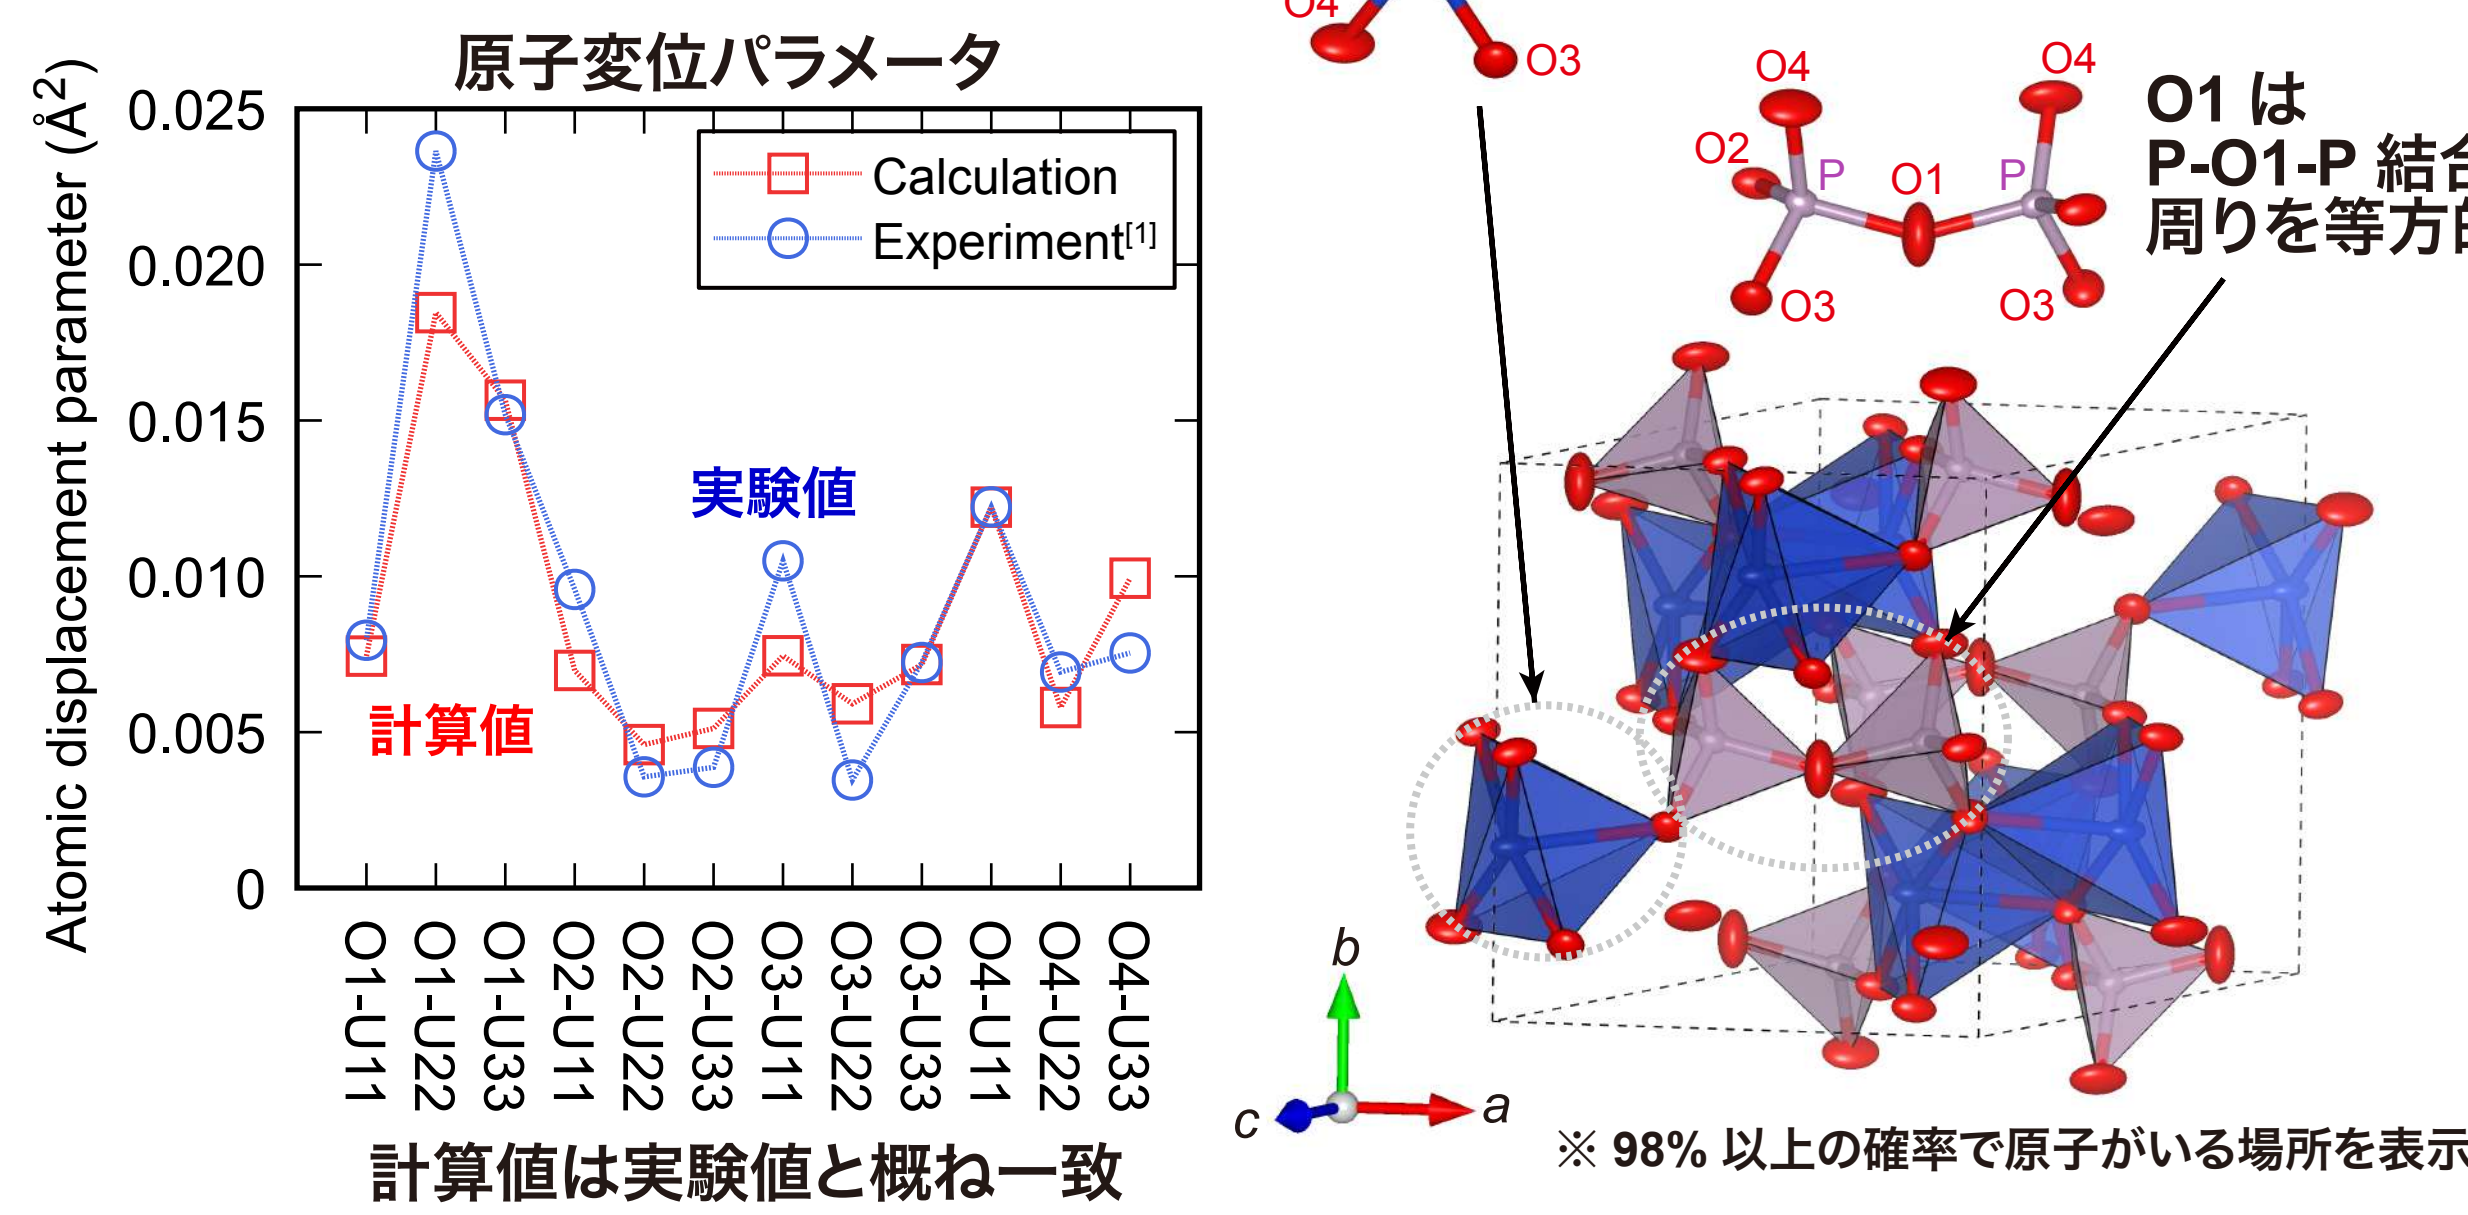 原子変位パラメータ
Atomic displacement parameter (Å²)
0.025
0.020
0.015
0.010
0.005
0
Calculation
Experiment[1]
実験値
計算値
O1-U11
O1-U22
O1-U33
O2-U11
O2-U22
O2-U33
O3-U11
O3-U22
O3-U33
O4-U11
O4-U22
O4-U33
計算値は実験値と概ね一致
O4
O3
O4
O4
O2
P
O1
P
O3
O3
O1 は
P-O1-P 結合
周りを等方的
b
c
a
※ 98% 以上の確率で原子がいる場所を表示